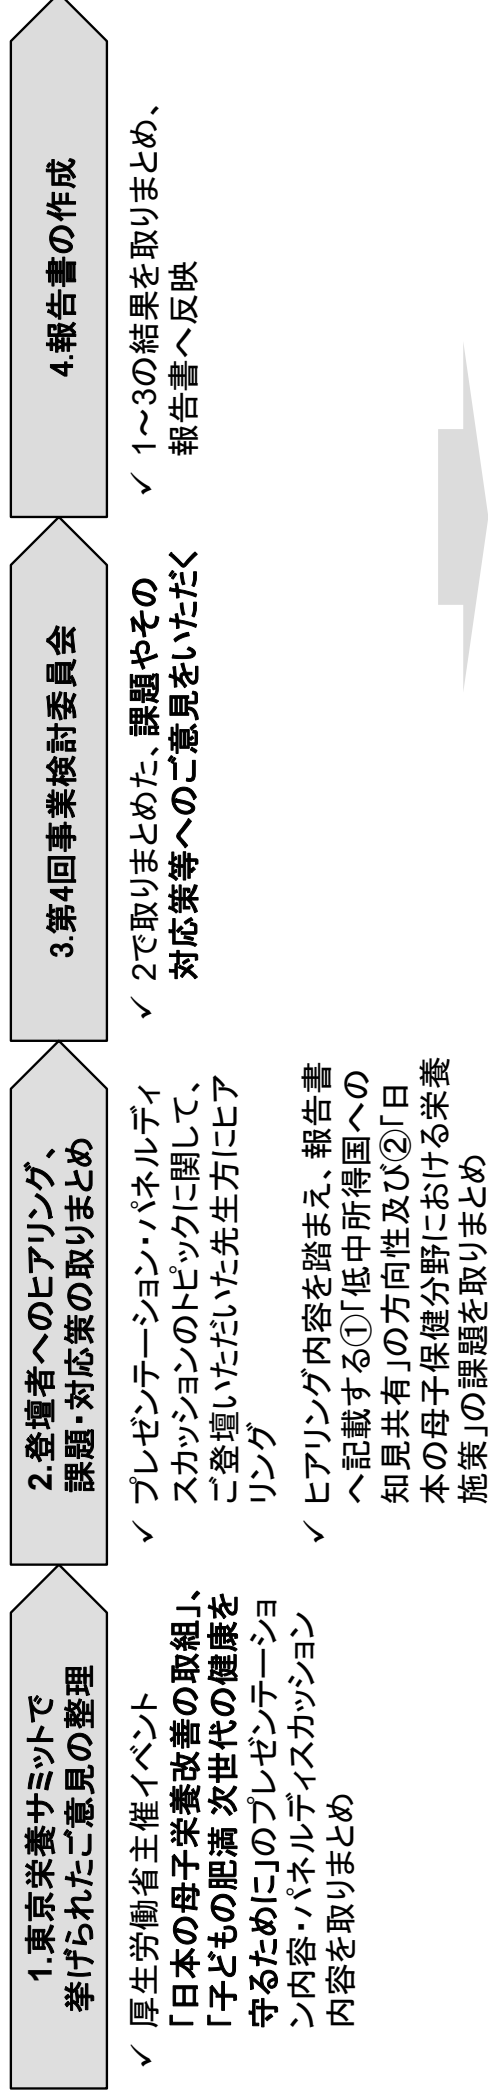 1.東京栄養サミットで
挙げられたご意見の整理
✓ 厚生労働省主催イベント
「日本の母子栄養改善の取組」、
「子どもの肥満 次世代の健康を
守るために」のプレゼンテーショ
ン内容・パネルディスカッション
内容を取りまとめ
2.登壇者へのヒアリング、
課題・対応策の取りまとめ
✓ プレゼンテーション・パネルディ
スカッションのトピックに関して、
ご登壇いただいた先生方にヒア
リング
✓ ヒアリング内容を踏まえ、報告書
へ記載する①「低中所得国への
知見共有」の方向性及び②「日
本の母子保健分野における栄養
施策」の課題を取りまとめ
3.第4回事業検討委員会
✓ 2で取りまとめた、課題やその
対応策等へのご意見をいただく
4.報告書の作成
✓ 1～3の結果を取りまとめ、
報告書へ反映